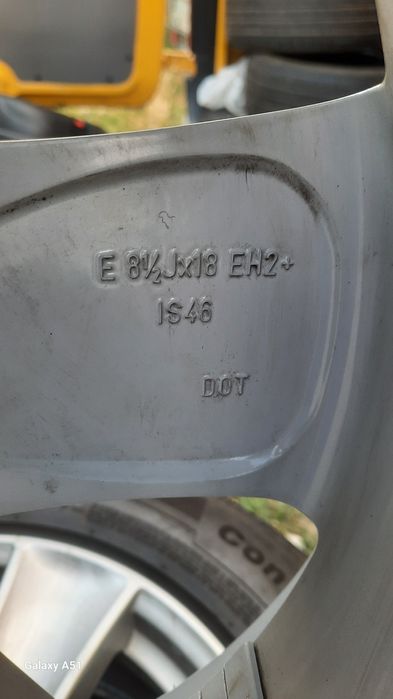 E 8½Jx18 EH2+
IS46
DOT
Con
Galaxy A51